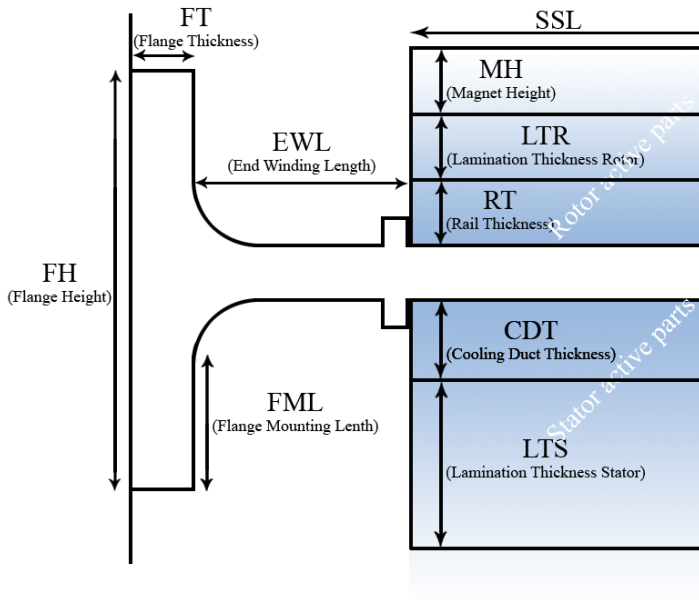 FT
(Flange Thickness)
SSL
MH
(Magnet Height)
EWL
(End Winding Length)
LTR
(Lamination Thickness Rotor)
RT
(Rail Thickness)
Rotor active parts
FH
(Flange Height)
CDT
(Cooling Duct Thickness)
FML
(Flange Mounting Lenth)
Stator active parts
LTS
(Lamination Thickness Stator)